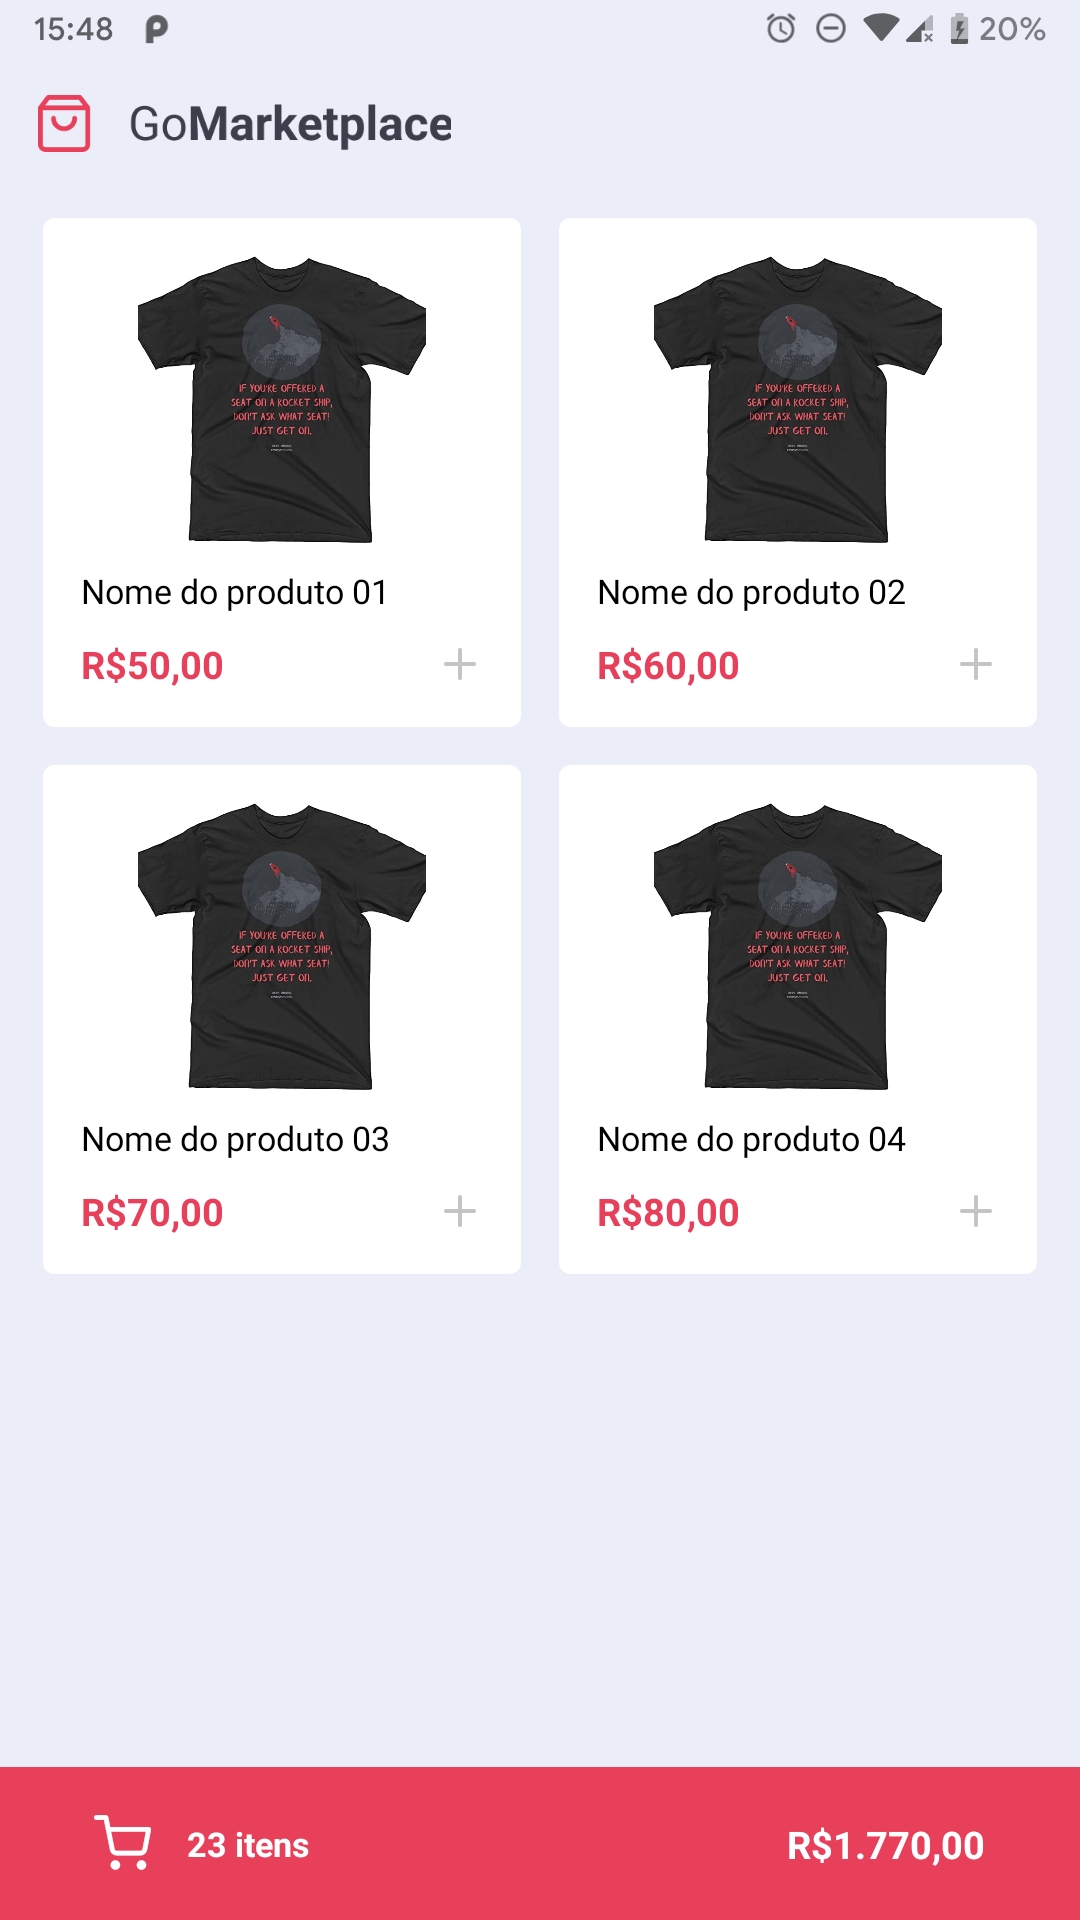 15:48
20%
GoMarketplace
IF YOU'RE OFFERED A
SEAT ON A ROCKET SHIP,
DON'T ASK WHAT SEAT!
JUST GET ON.
IF YOU'RE OFFERED A
SEAT ON A ROCKET SHIP,
DON'T ASK WHAT SEAT!
JUST GET ON.
Nome do produto 01
Nome do produto 02
R$50,00
R$60,00
IF YOU'RE OFFERED A
SEAT ON A ROCKET SHIP,
DON'T ASK WHAT SEAT!
JUST GET ON.
IF YOU'RE OFFERED A
SEAT ON A ROCKET SHIP,
DON'T ASK WHAT SEAT!
JUST GET ON.
Nome do produto 03
Nome do produto 04
R$70,00
R$80,00
23 itens
R$1.770,00